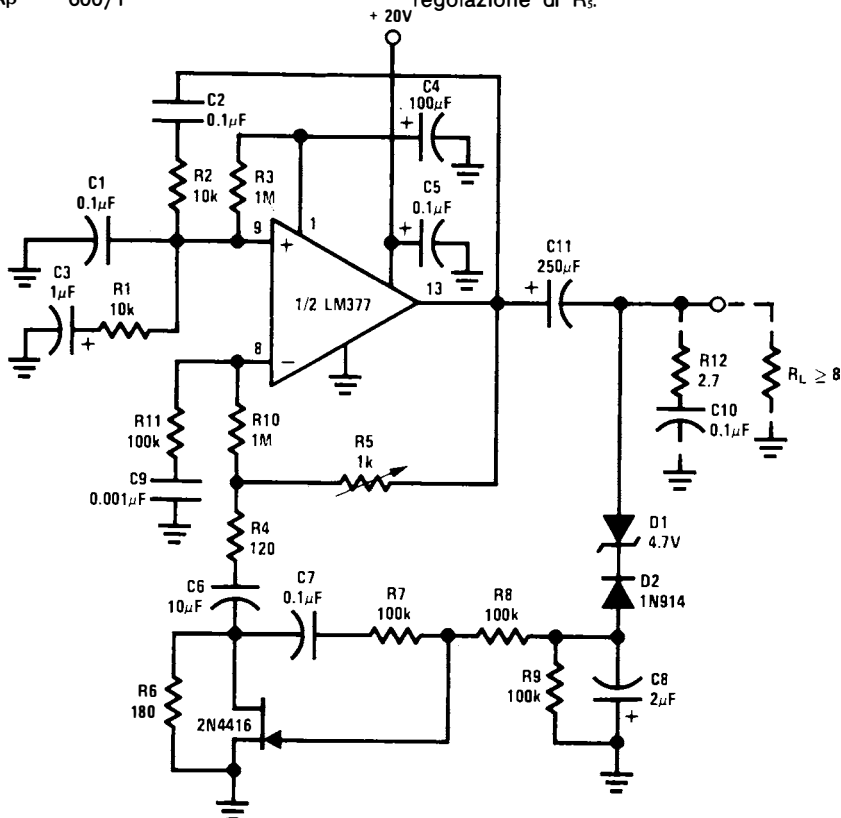 regolazione di R₅.
+ 20V
C2
0.1µF
C4
100µF
+
R2
10k
R3
1M
C1
0.1µF
C5
0.1µF
+
9
1
+
C11
250µF
+
C3
1µF
+
R1
10k
1/2 LM377
13
8
−
R12
2.7
R_L ≥ 8
C10
0.1µF
R11
100k
R10
1M
R5
1k
C9
0.001µF
R4
120
D1
4.7V
C6
10µF
C7
0.1µF
R7
100k
R8
100k
D2
1N914
R6
180
2N4416
R9
100k
C8
2µF
+